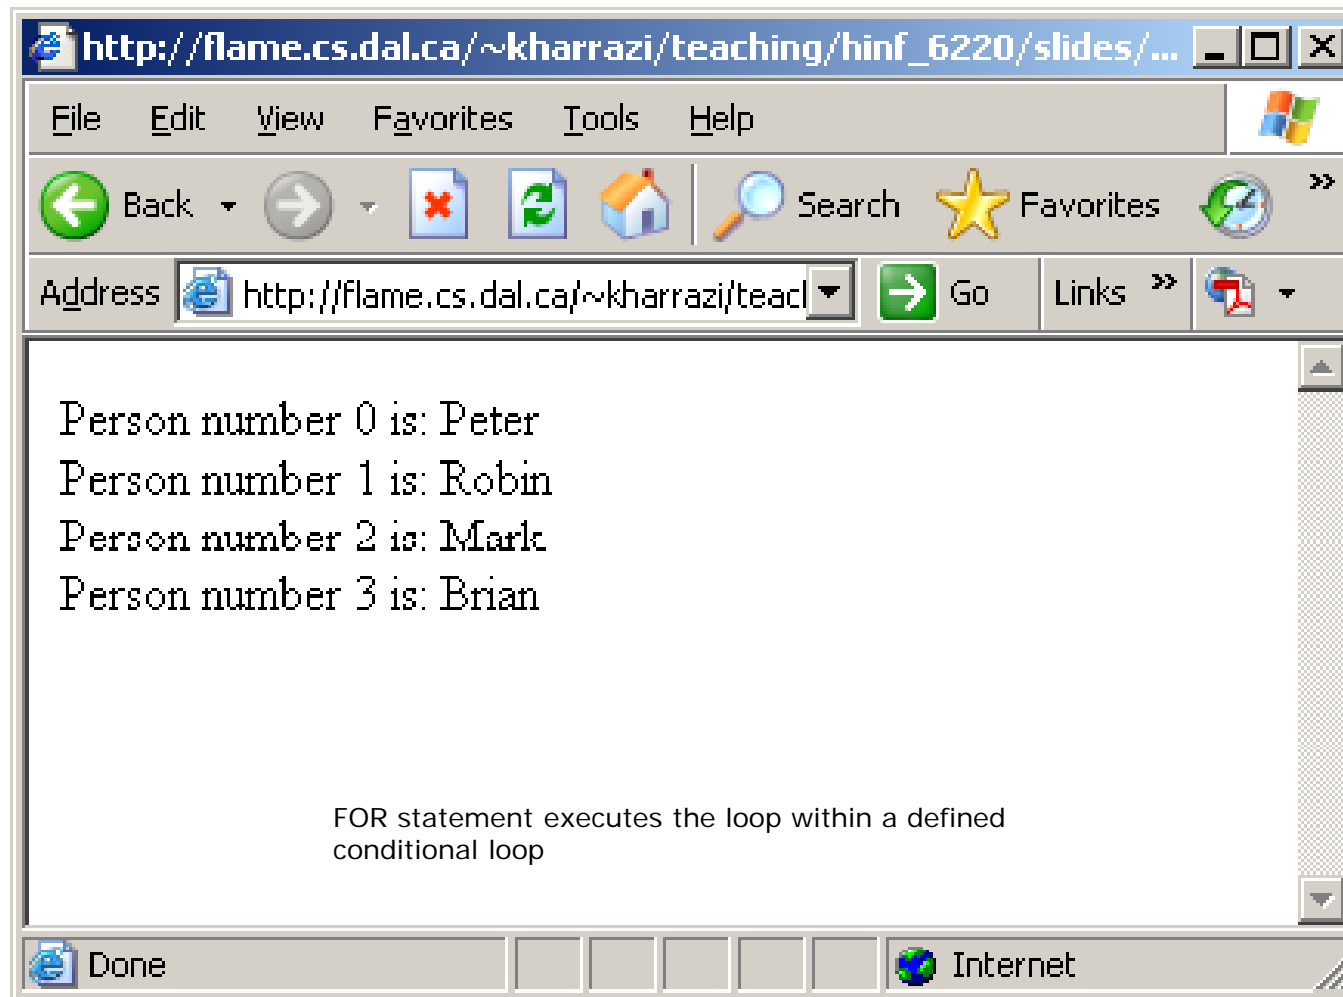 http://flame.cs.dal.ca/~kharrazi/teaching/hinf_6220/slides/...
File Edit View Favorites Tools Help
Back Search Favorites »
Address http://flame.cs.dal.ca/~kharrazi/teacl Go Links »
Person number 0 is: Peter
Person number 1 is: Robin
Person number 2 is: Mark
Person number 3 is: Brian
FOR statement executes the loop within a defined
conditional loop
Done Internet